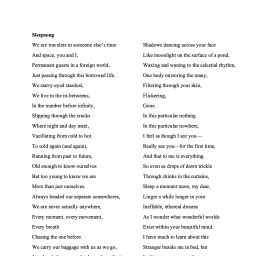 Sleepsong
We are travelers in someone else's time
And space, you and I,
Permanent guests in a foreign world,
Just passing through this borrowed life.
We starry-eyed stardust,
We live in the in-betweens,
In the number before infinity,
Slipping through the cracks
Where night and day meet,
Vacillating from cold to hot
To cold again (and again),
Running from past to future,
Old enough to know ourselves
But too young to know we are
More than just ourselves.
Always headed our separate somewheres,
We are never actually anywhere,
Every moment, every movement,
Every breath
Chasing the one before.
We carry our baggage with us as we go,
Shadows dancing across your face
Like moonlight on the surface of a pond,
Waxing and waning to the celestial rhythm,
One body mirroring the many,
Filtering through your skin,
Flickering,
Gone.
In this particular nothing
In this particular nowhere,
I feel as though I see you—
Really see you—for the first time,
And that to me is everything.
So even as drops of dawn trickle
Through chinks in the curtains,
Sleep a moment more, my dear,
Linger a while longer in your
Ineffable, ethereal dreams
As I wonder what wonderful worlds
Exist within your beautiful mind.
I have much to learn about this
Stranger beside me in bed, but